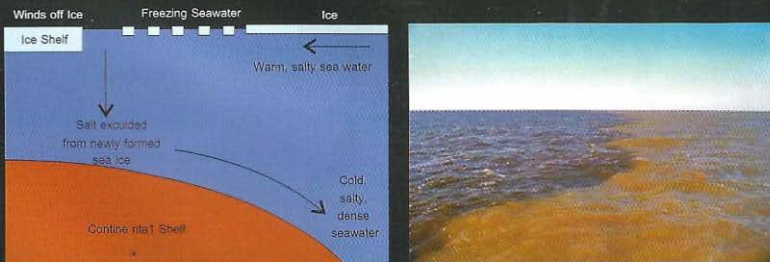 Winds off Ice
Freezing Seawater
Ice
Ice Shelf
Warm, salty sea water
Salt exculded
from newly formed
sea ice
Cold,
salty,
dense
seawater
Contine nta1 Shelf